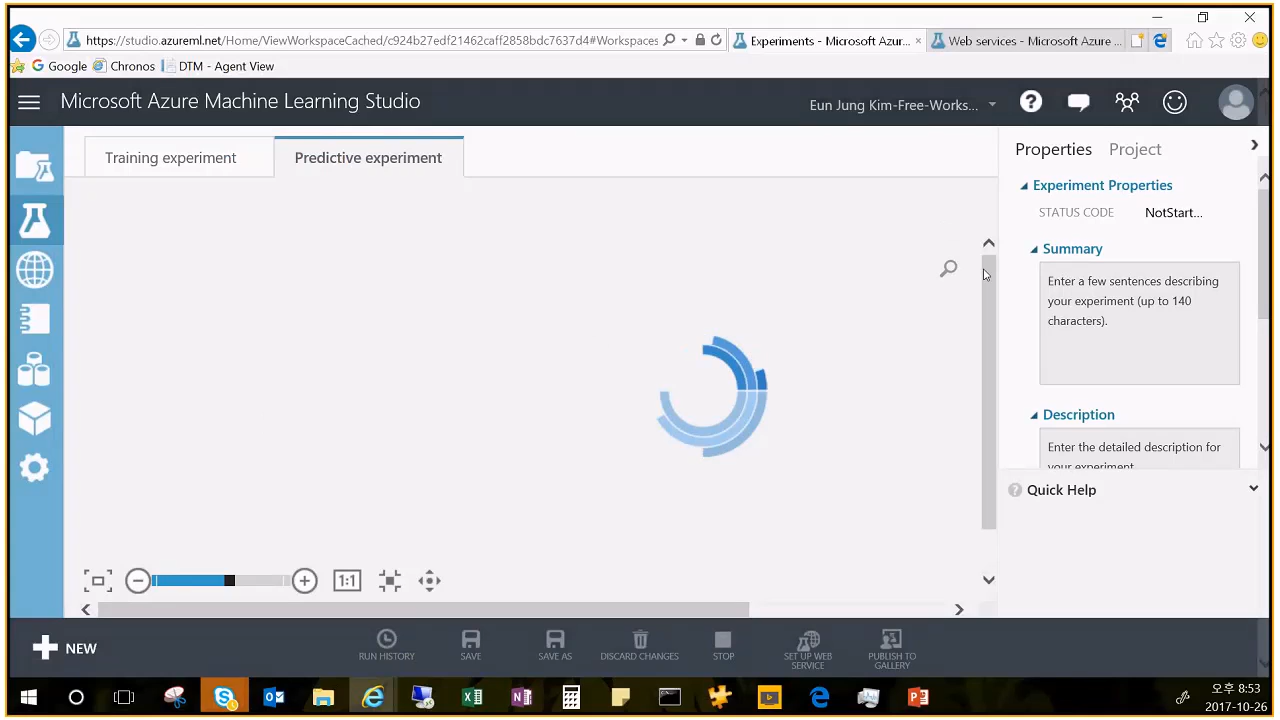 https://studio.azureml.net/Home/ViewWorkspaceCached/c924b27edf21462caff2858bdc7637d4#Workspaces
Experiments - Microsoft Azur...
Web services - Microsoft Azure ...
Google
Chronos
DTM - Agent View
Microsoft Azure Machine Learning Studio
Eun Jung Kim-Free-Works...
Training experiment
Predictive experiment
Properties
Project
Experiment Properties
STATUS CODE
NotStart...
Summary
Enter a few sentences describing
your experiment (up to 140
characters).
Description
Enter the detailed description for
your experiment
Quick Help
1:1
NEW
RUN HISTORY
SAVE
SAVE AS
DISCARD CHANGES
STOP
SET UP WEB
SERVICE
PUBLISH TO
GALLERY
오후 8:53
2017-10-26